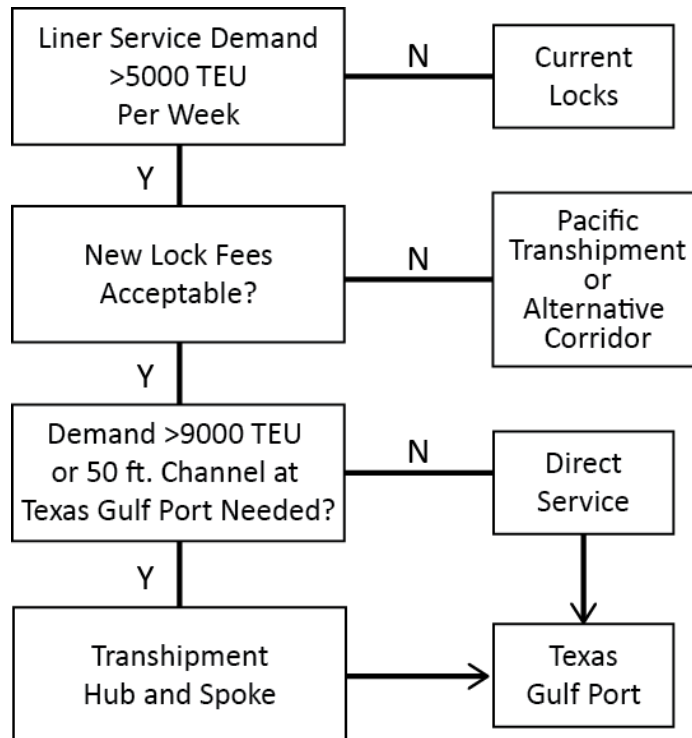 Liner Service Demand
>5000 TEU
Per Week
N
Current
Locks
Y
New Lock Fees
Acceptable?
N
Pacific
Transhipment
or
Alternative
Corridor
Y
Demand >9000 TEU
or 50 ft. Channel at
Texas Gulf Port Needed?
N
Direct
Service
Y
Transhipment
Hub and Spoke
Texas
Gulf Port